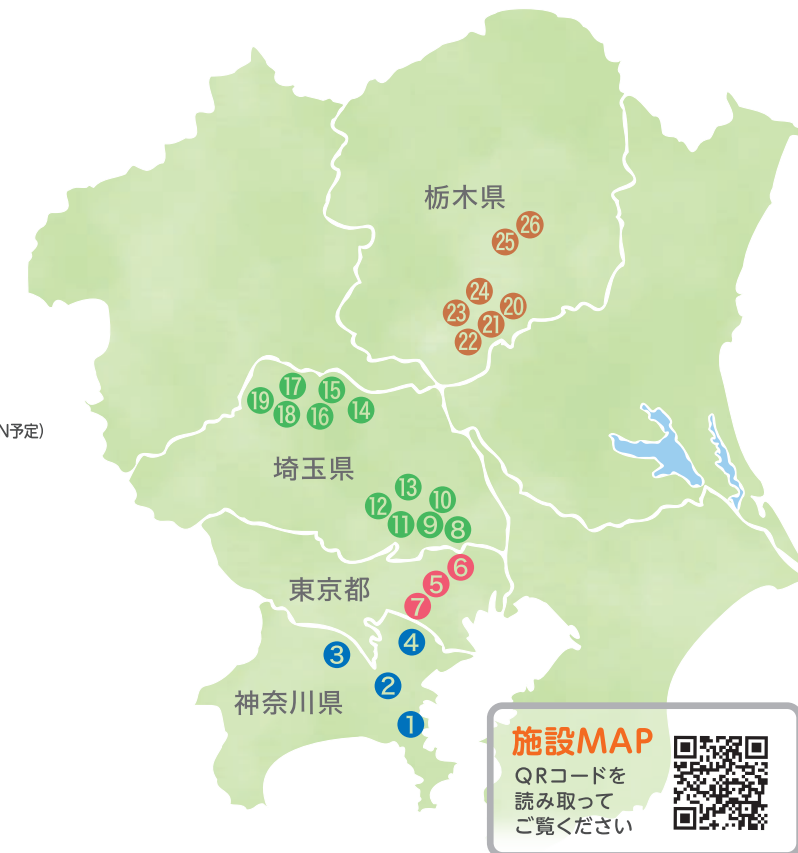 栃木県
㉖
㉕
㉔
㉓
⑳
㉑
㉒
⑰
⑮
⑲
⑱
⑯
⑭
N予定)
埼玉県
⑬
⑫
⑩
⑪
⑨
⑧
⑥
東京都
⑤
⑦
④
③
②
神奈川県
①
施設MAP
QRコードを
読み取って
ご覧ください